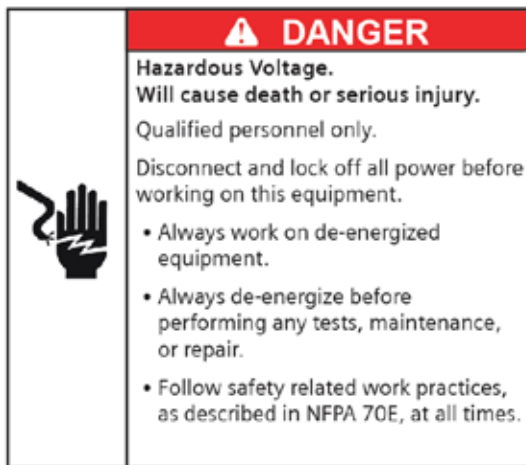 DANGER
Hazardous Voltage.
Will cause death or serious injury.
Qualified personnel only.
Disconnect and lock off all power before
working on this equipment.
• Always work on de-energized
equipment.
• Always de-energize before
performing any tests, maintenance,
or repair.
• Follow safety related work practices,
as described in NFPA 70E, at all times.